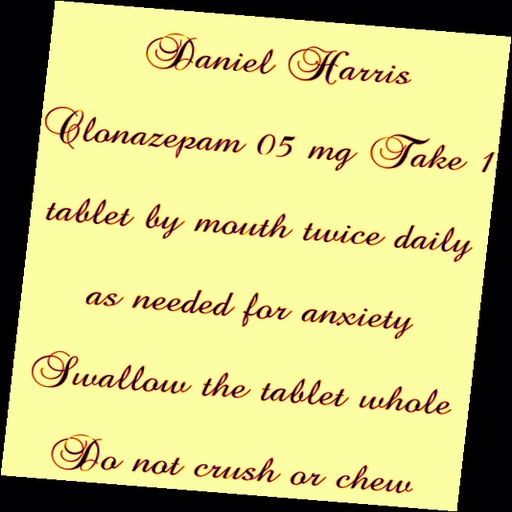 Daniel Harris
Clonazepam 05 mg Take 1
tablet by mouth twice daily
as needed for anxiety
Swallow the tablet whole
Do not crush or chew